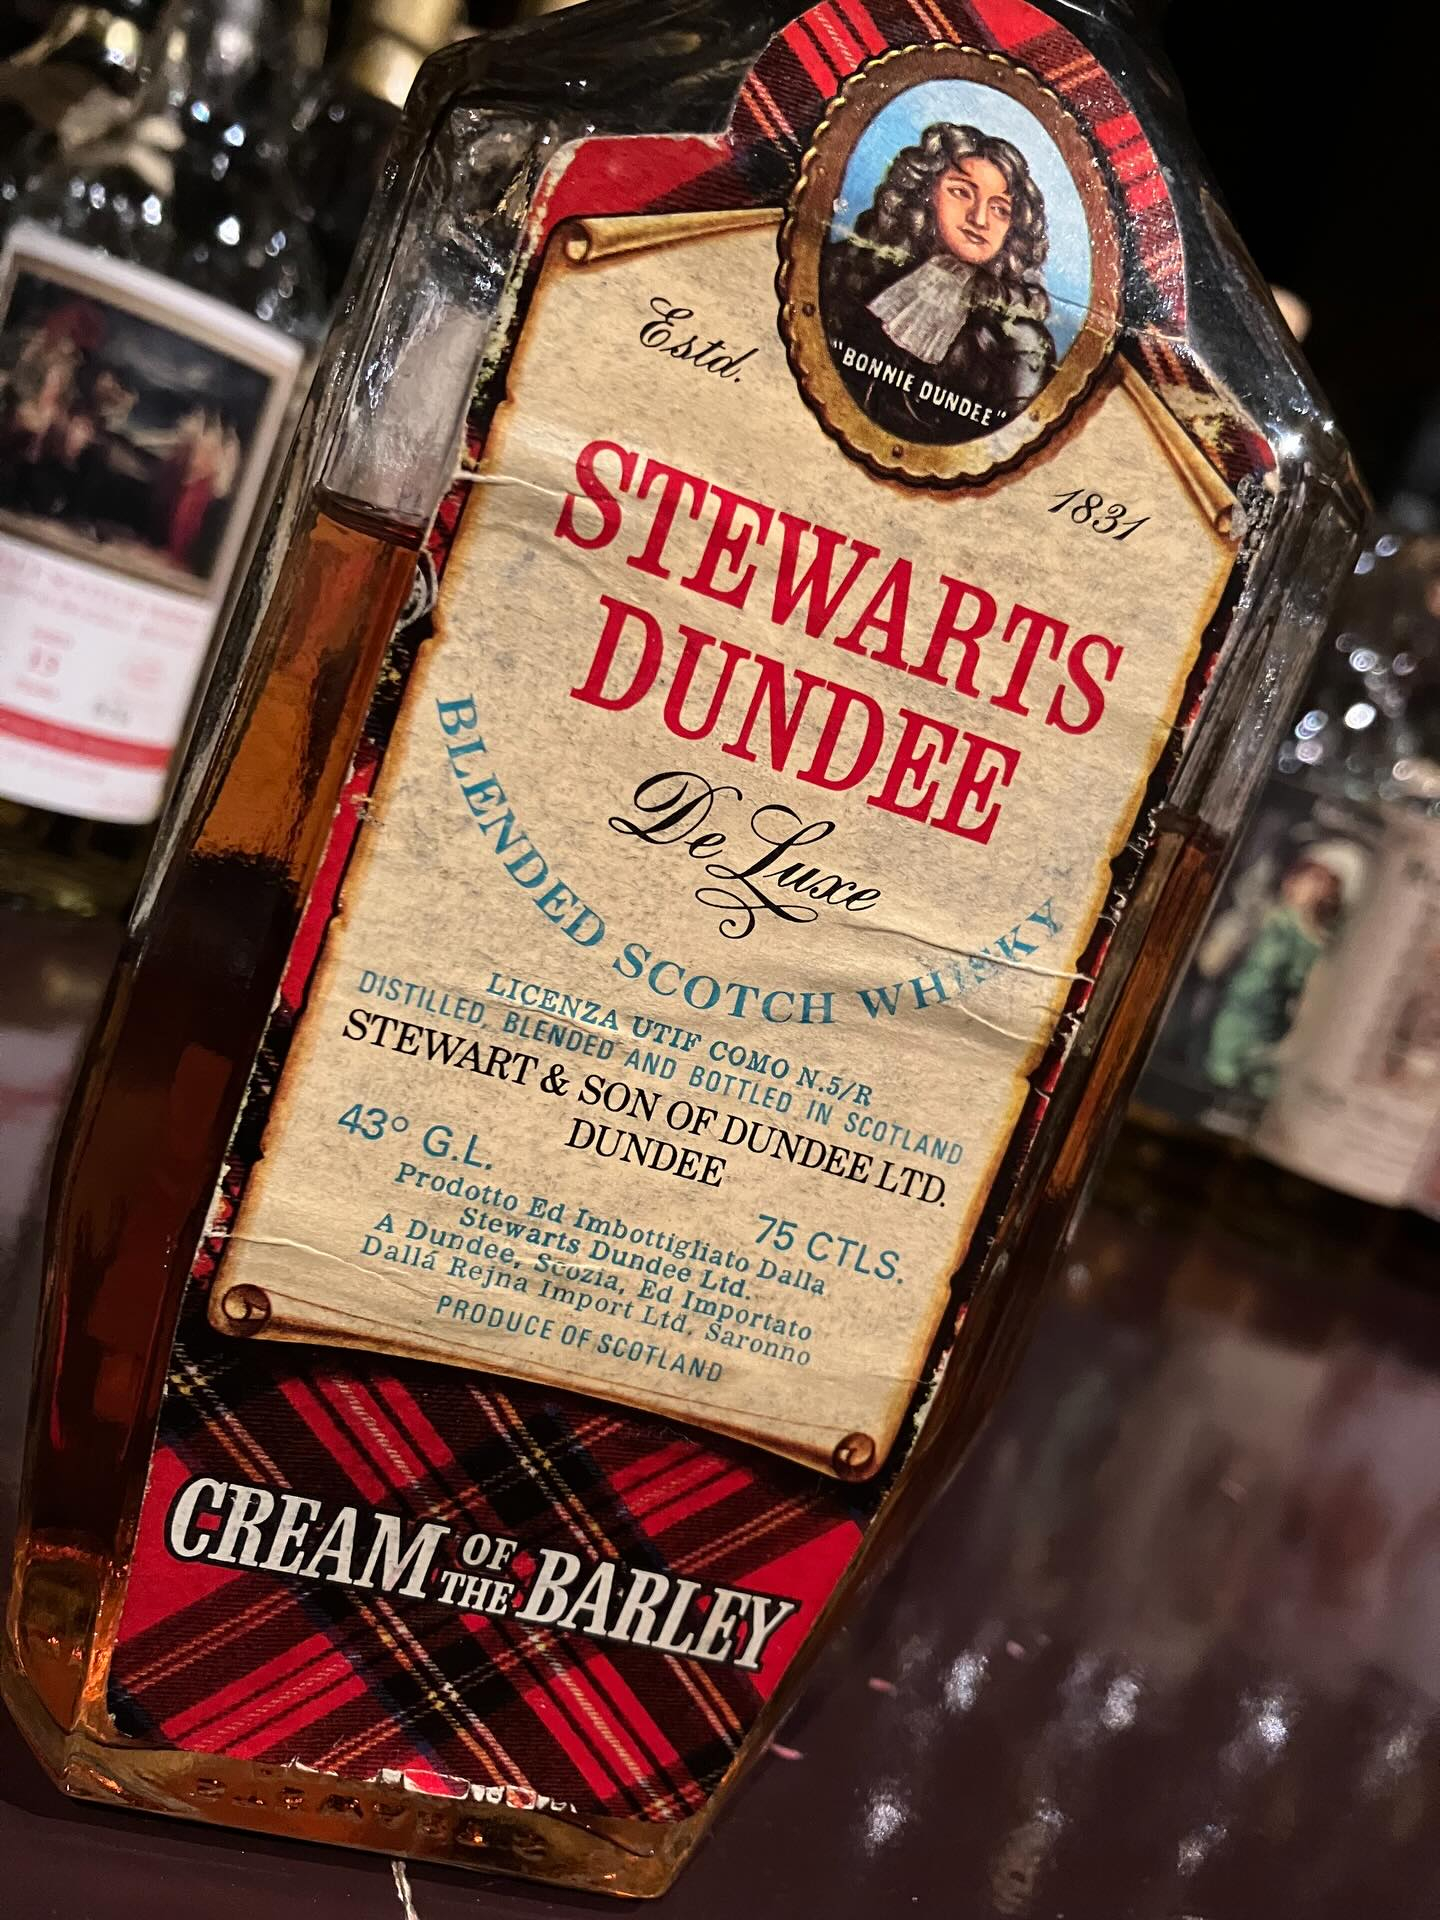 "BONNIE DUNDEE"
Estd. 1831
STEWARTS
DUNDEE
De Luxe
BLENDED SCOTCH WHISKY
LICENZA UTIF COMO N.5/R
DISTILLED, BLENDED AND BOTTLED IN SCOTLAND
STEWART & SON OF DUNDEE LTD.
DUNDEE
43° G.L.
75 CTLS.
Prodotto Ed Imbottigliato Dalla
Stewarts Dundee Ltd.
A Dundee, Scozia, Ed Importato
Dallá Rejna Import Ltd, Saronno
PRODUCE OF SCOTLAND
CREAM OF THE BARLEY